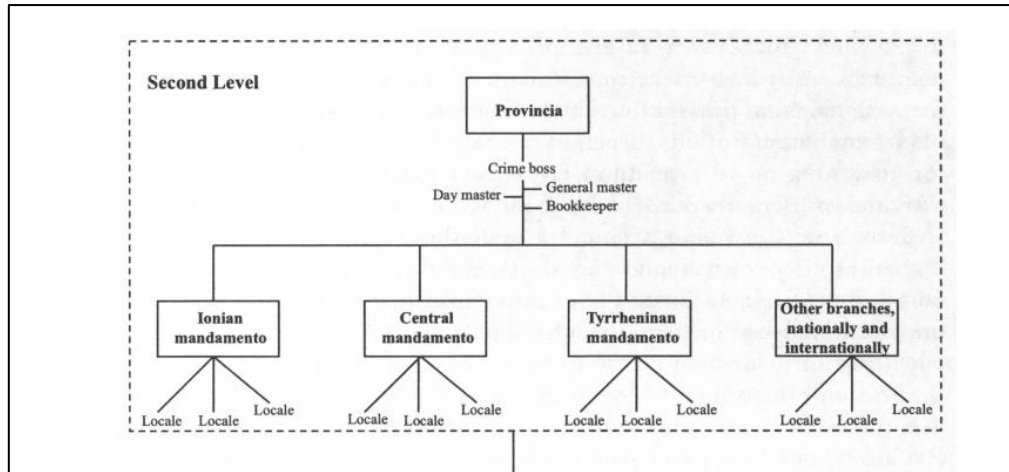 Second Level
Provincia
Crime boss
Day master
General master
Bookkeeper
Ionian
mandamento
Central
mandamento
Tyrrheninan
mandamento
Other branches,
nationally and
internationally
Locale
Locale
Locale
Locale
Locale
Locale
Locale
Locale
Locale
Locale
Locale
Locale